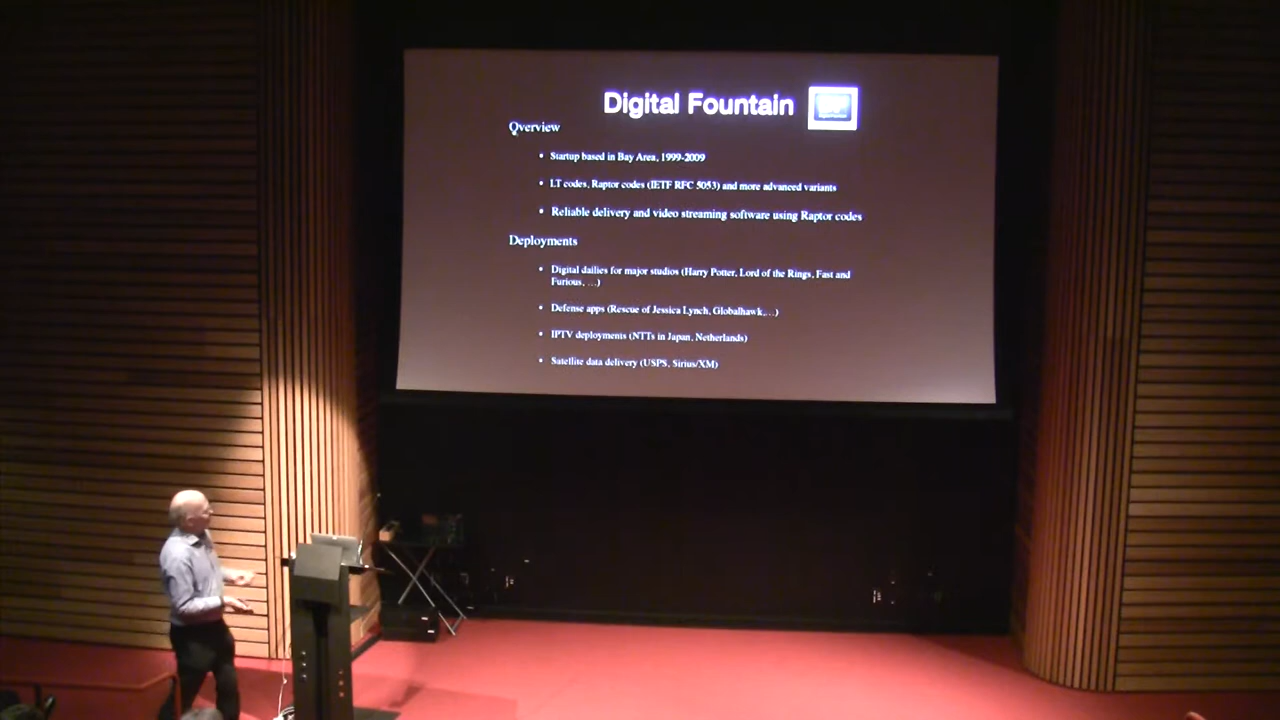 Digital Fountain
Overview
• Startup based in Bay Area, 1999-2009
• LT codes, Raptor codes (IETF RFC 5053) and more advanced variants
• Reliable delivery and video streaming software using Raptor codes
Deployments
• Digital dailies for major studios (Harry Potter, Lord of the Rings, Fast and
Furious, …)
• Defense apps (Rescue of Jessica Lynch, Globalhawk,…)
• IPTV deployments (NTTs in Japan, Netherlands)
• Satellite data delivery (USPS, Sirius/XM)